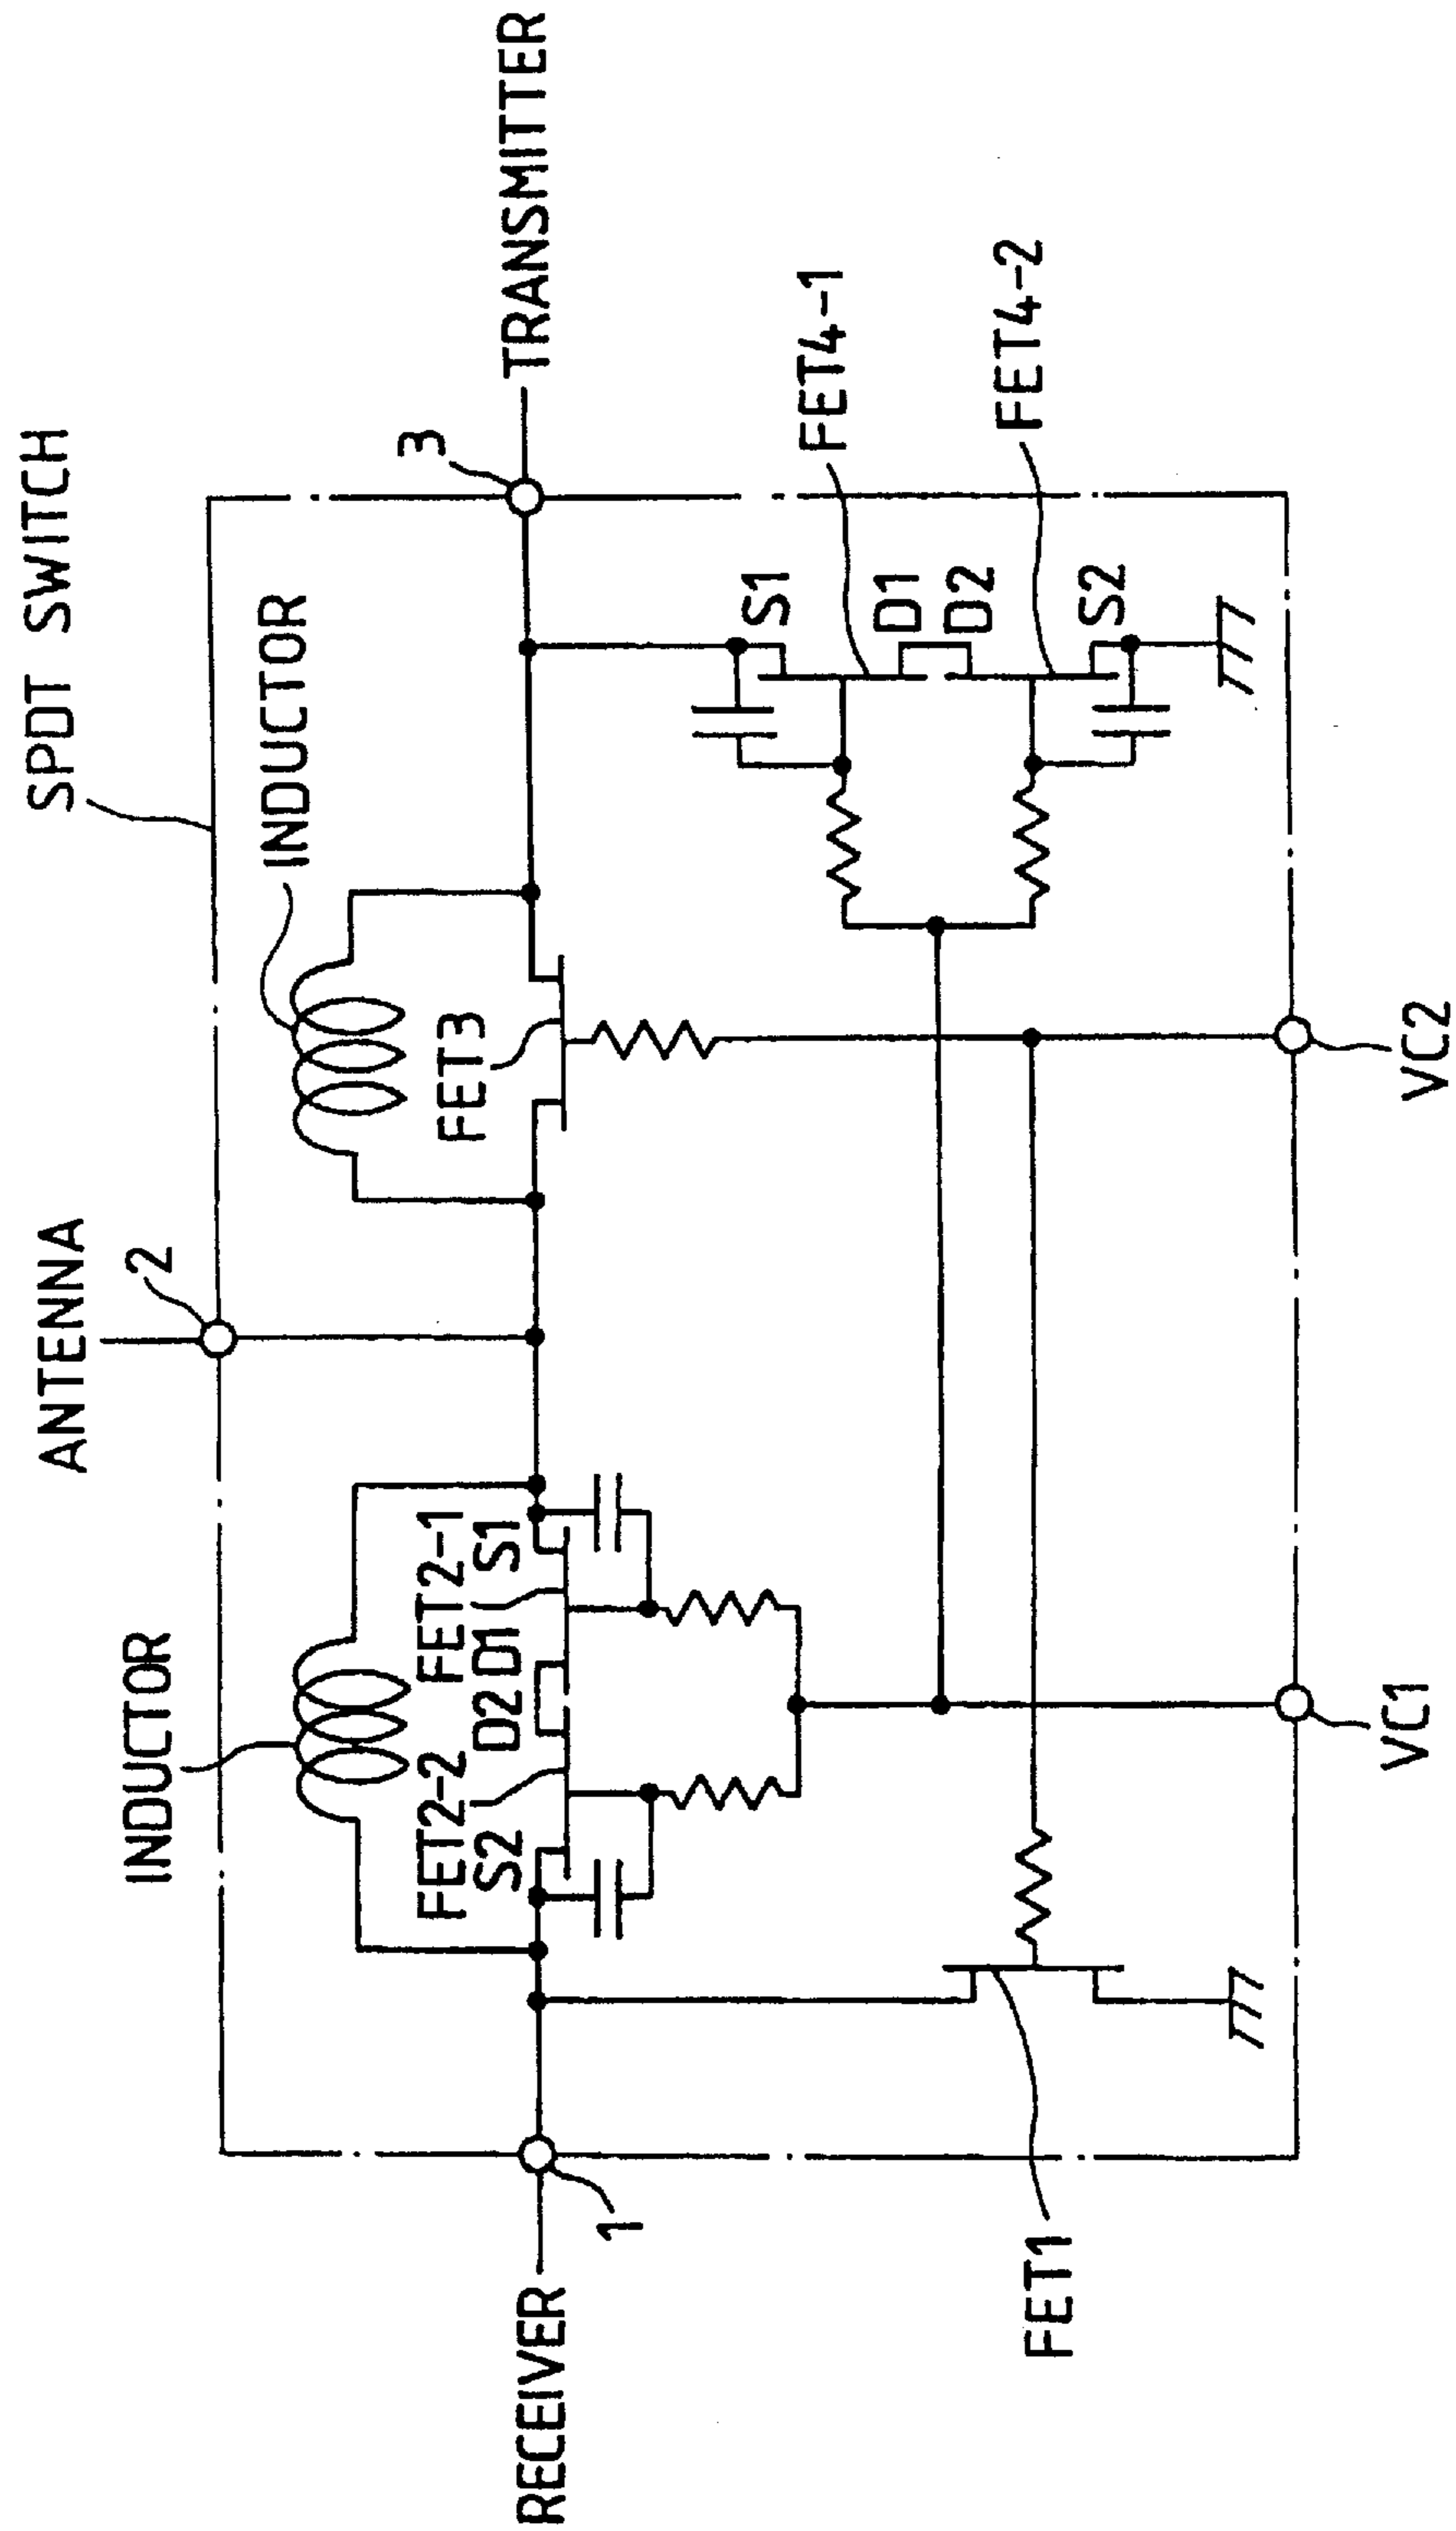 SPDT SWITCH
ANTENNA
2
INDUCTOR
INDUCTOR
FET2-2
FET2-1
S2
D2
D1
S1
FET3
3
RECEIVER
TRANSMITTER
1
S1
FET4-1
D1
D2
FET4-2
S2
FET1
VC1
VC2